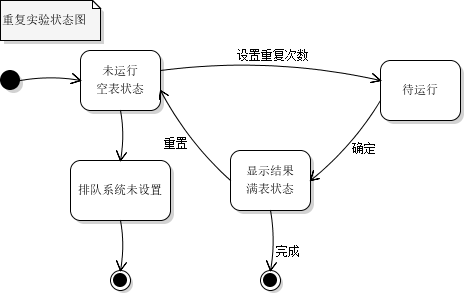 重复实验状态图
设置重复次数
未运行
空表状态
待运行
重置
确定
显示结果
满表状态
排队系统未设置
完成